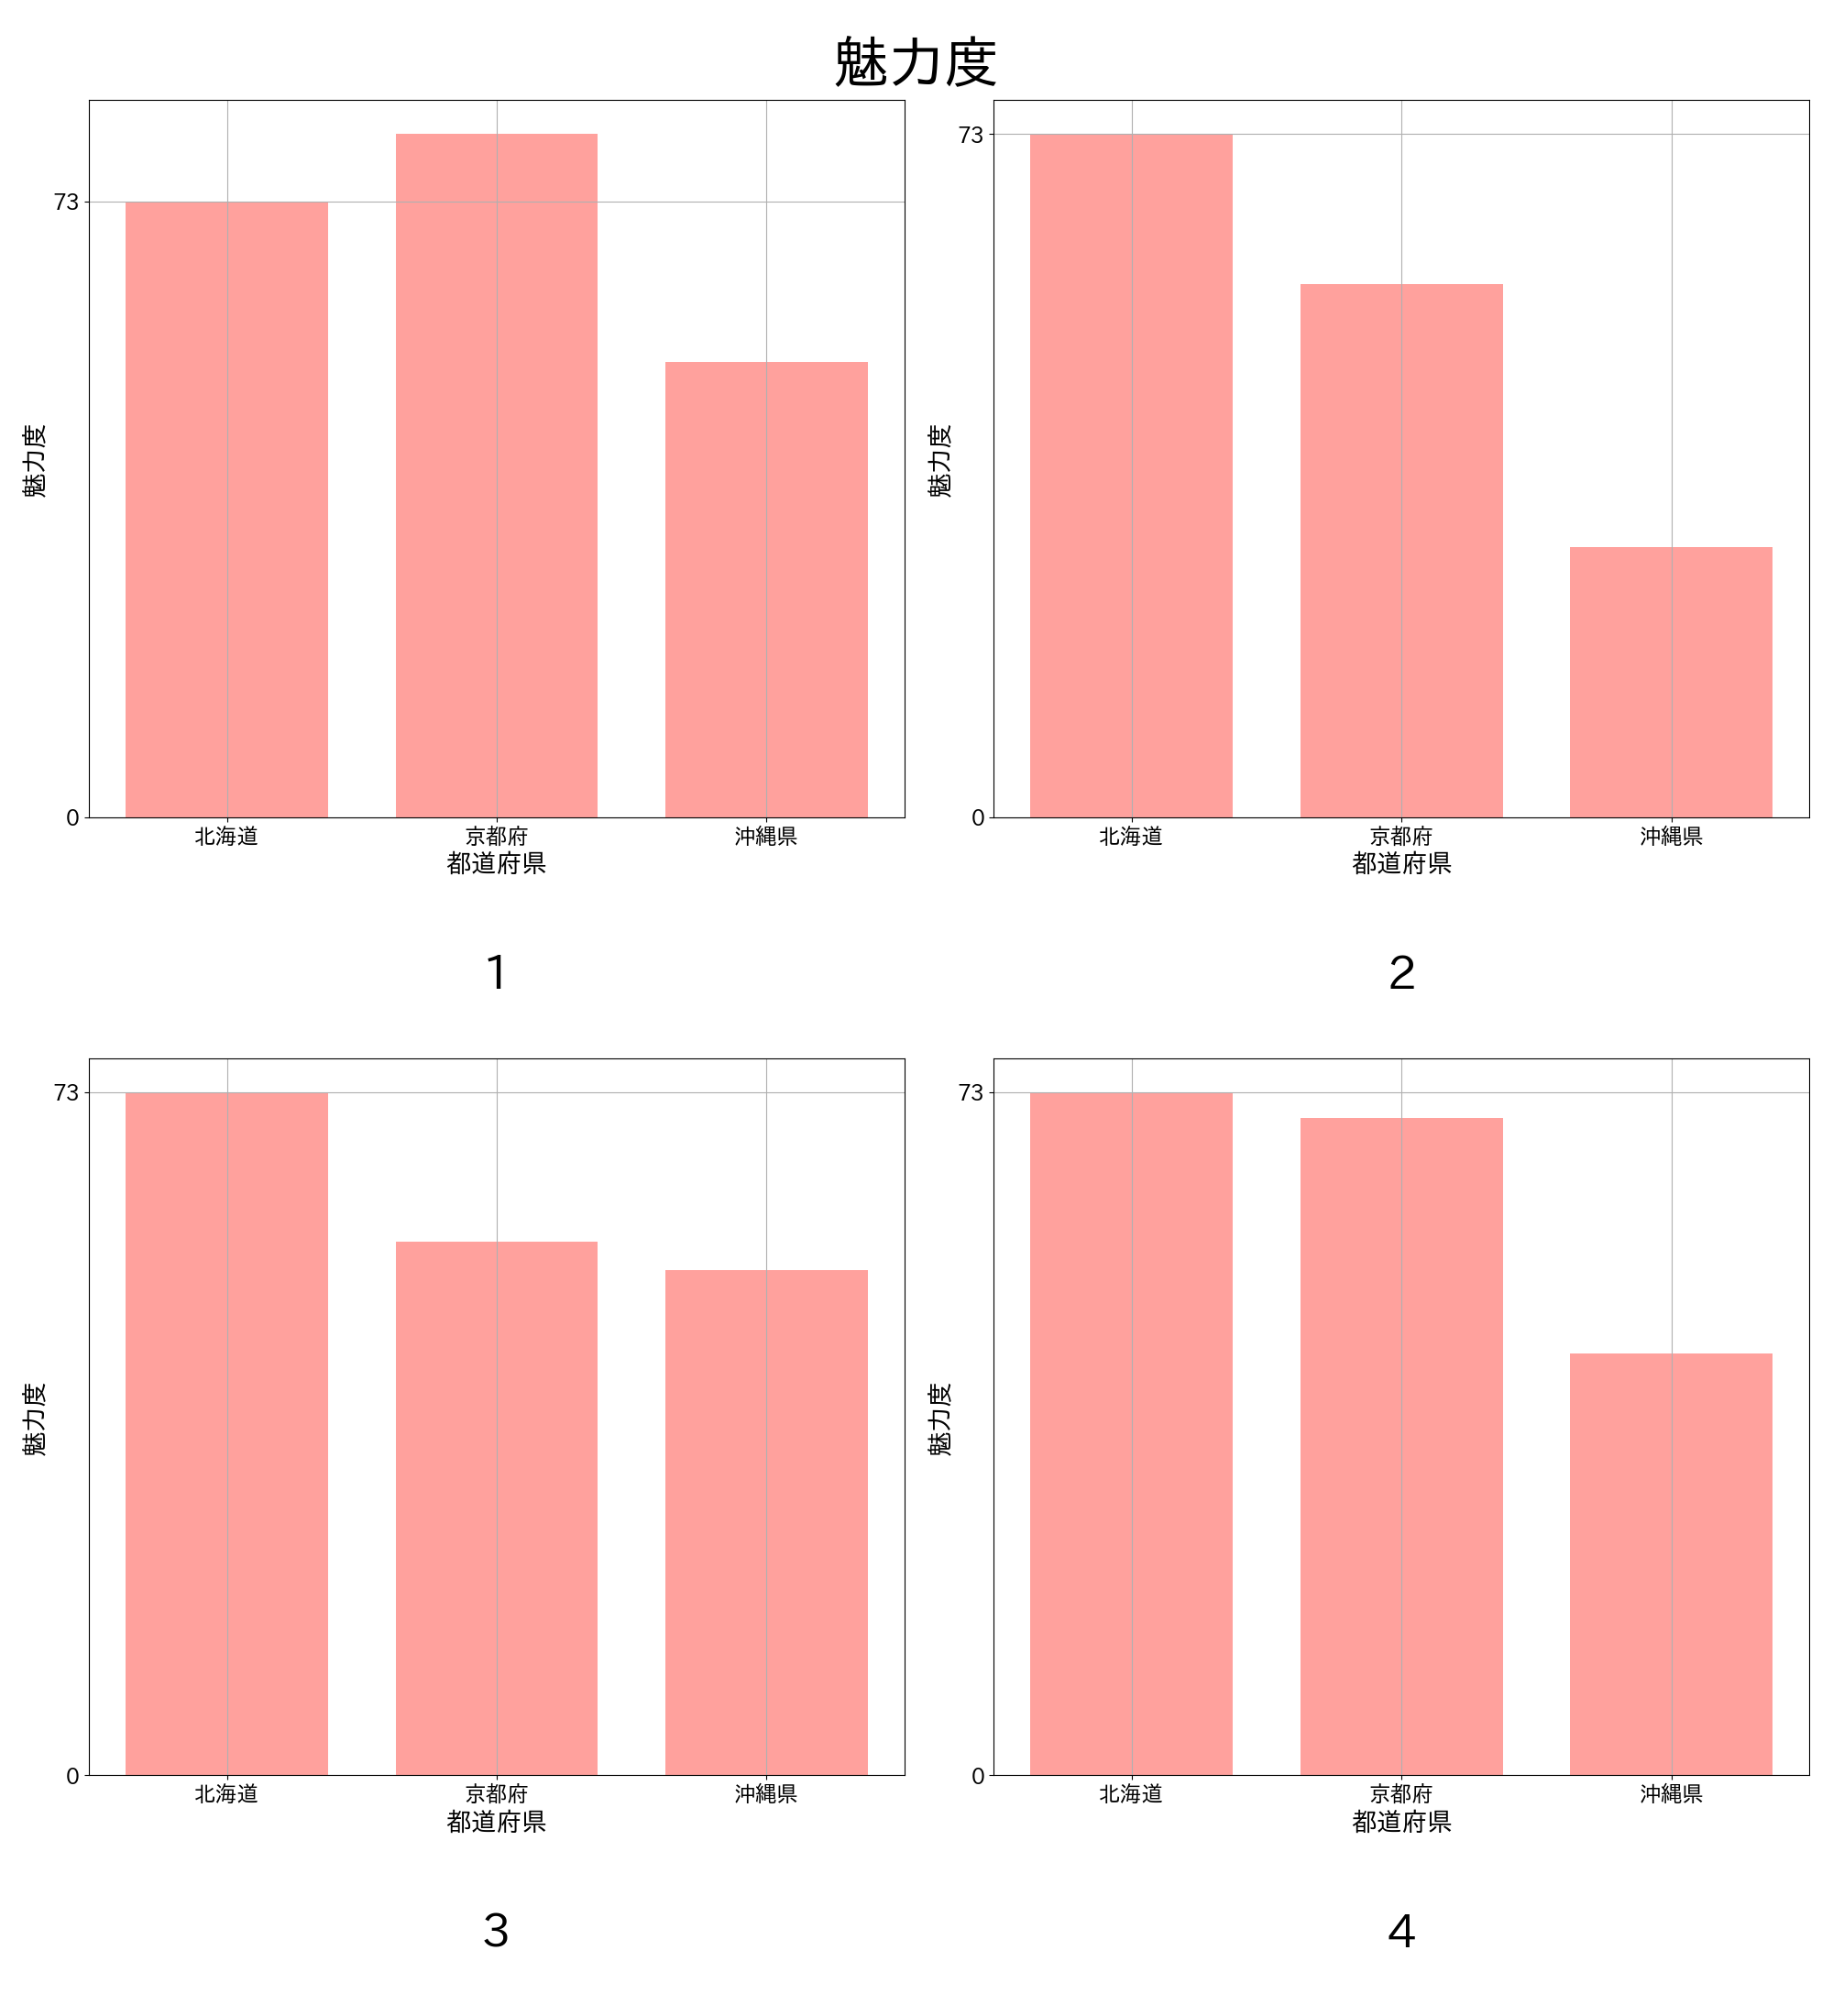 魅力度
73
0
魅力度
北海道 京都府 沖縄県
都道府県
1
73
0
魅力度
北海道 京都府 沖縄県
都道府県
2
73
0
魅力度
北海道 京都府 沖縄県
都道府県
3
73
0
魅力度
北海道 京都府 沖縄県
都道府県
4